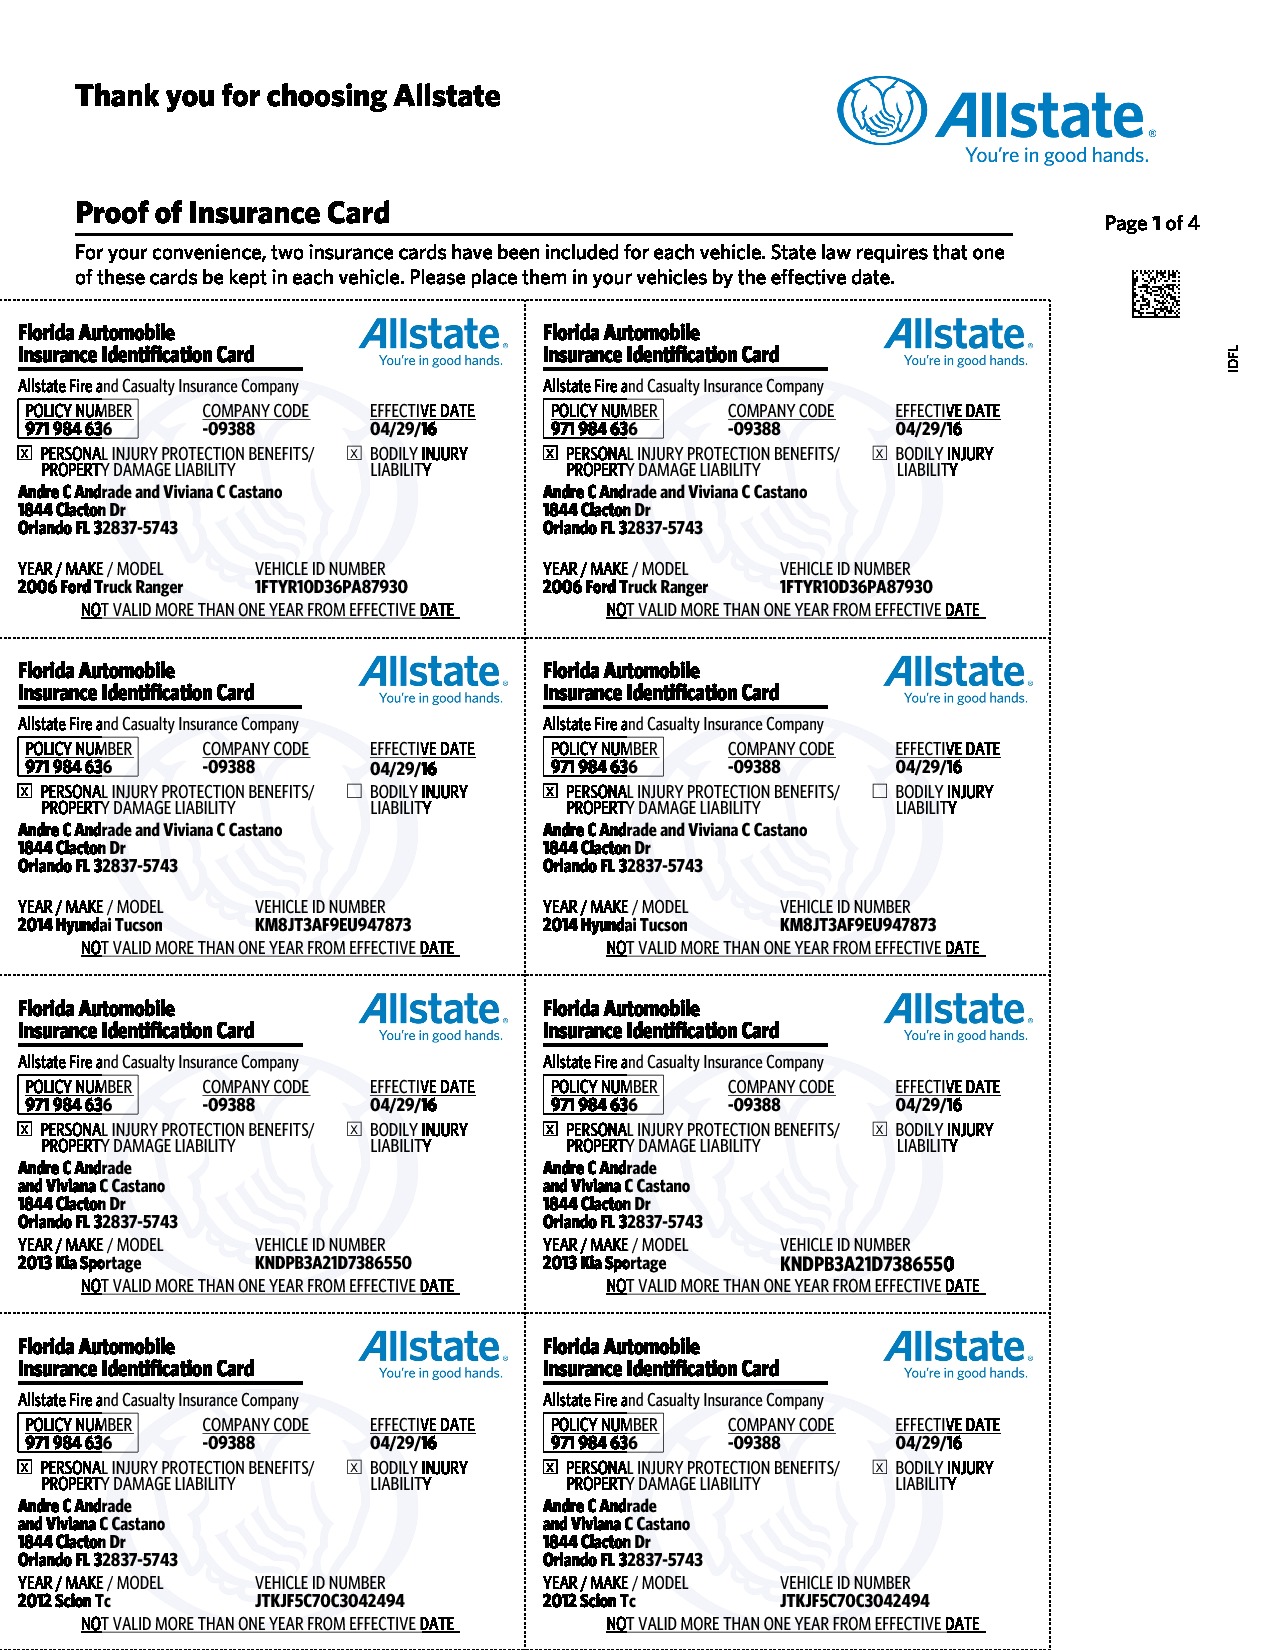 Thank you for choosing Allstate
Allstate®
You're in good hands.
Proof of Insurance Card
Page 1 of 4
For your convenience, two insurance cards have been included for each vehicle. State law requires that one
of these cards be kept in each vehicle. Please place them in your vehicles by the effective date.
IDFL
Florida Automobile
Insurance Identification Card
Allstate®
You're in good hands.
Allstate Fire and Casualty Insurance Company
POLICY NUMBER COMPANY CODE EFFECTIVE DATE
971 984 636 -09388 04/29/16
X PERSONAL INJURY PROTECTION BENEFITS/ X BODILY INJURY
PROPERTY DAMAGE LIABILITY LIABILITY
Andre C Andrade and Viviana C Castano
1844 Clacton Dr
Orlando FL 32837-5743
YEAR / MAKE / MODEL VEHICLE ID NUMBER
2006 Ford Truck Ranger 1FTYR10D36PA87930
NOT VALID MORE THAN ONE YEAR FROM EFFECTIVE DATE
Florida Automobile
Insurance Identification Card
Allstate®
You're in good hands.
Allstate Fire and Casualty Insurance Company
POLICY NUMBER COMPANY CODE EFFECTIVE DATE
971 984 636 -09388 04/29/16
X PERSONAL INJURY PROTECTION BENEFITS/ X BODILY INJURY
PROPERTY DAMAGE LIABILITY LIABILITY
Andre C Andrade and Viviana C Castano
1844 Clacton Dr
Orlando FL 32837-5743
YEAR / MAKE / MODEL VEHICLE ID NUMBER
2006 Ford Truck Ranger 1FTYR10D36PA87930
NOT VALID MORE THAN ONE YEAR FROM EFFECTIVE DATE
Florida Automobile
Insurance Identification Card
Allstate®
You're in good hands.
Allstate Fire and Casualty Insurance Company
POLICY NUMBER COMPANY CODE EFFECTIVE DATE
971 984 636 -09388 04/29/16
X PERSONAL INJURY PROTECTION BENEFITS/ BODILY INJURY
PROPERTY DAMAGE LIABILITY LIABILITY
Andre C Andrade and Viviana C Castano
1844 Clacton Dr
Orlando FL 32837-5743
YEAR / MAKE / MODEL VEHICLE ID NUMBER
2014 Hyundai Tucson KM8JT3AF9EU947873
NOT VALID MORE THAN ONE YEAR FROM EFFECTIVE DATE
Florida Automobile
Insurance Identification Card
Allstate®
You're in good hands.
Allstate Fire and Casualty Insurance Company
POLICY NUMBER COMPANY CODE EFFECTIVE DATE
971 984 636 -09388 04/29/16
X PERSONAL INJURY PROTECTION BENEFITS/ BODILY INJURY
PROPERTY DAMAGE LIABILITY LIABILITY
Andre C Andrade and Viviana C Castano
1844 Clacton Dr
Orlando FL 32837-5743
YEAR / MAKE / MODEL VEHICLE ID NUMBER
2014 Hyundai Tucson KM8JT3AF9EU947873
NOT VALID MORE THAN ONE YEAR FROM EFFECTIVE DATE
Florida Automobile
Insurance Identification Card
Allstate®
You're in good hands.
Allstate Fire and Casualty Insurance Company
POLICY NUMBER COMPANY CODE EFFECTIVE DATE
971 984 636 -09388 04/29/16
X PERSONAL INJURY PROTECTION BENEFITS/ X BODILY INJURY
PROPERTY DAMAGE LIABILITY LIABILITY
Andre C Andrade
and Viviana C Castano
1844 Clacton Dr
Orlando FL 32837-5743
YEAR / MAKE / MODEL VEHICLE ID NUMBER
2013 Kia Sportage KNDPB3A21D7386550
NOT VALID MORE THAN ONE YEAR FROM EFFECTIVE DATE
Florida Automobile
Insurance Identification Card
Allstate®
You're in good hands.
Allstate Fire and Casualty Insurance Company
POLICY NUMBER COMPANY CODE EFFECTIVE DATE
971 984 636 -09388 04/29/16
X PERSONAL INJURY PROTECTION BENEFITS/ X BODILY INJURY
PROPERTY DAMAGE LIABILITY LIABILITY
Andre C Andrade
and Viviana C Castano
1844 Clacton Dr
Orlando FL 32837-5743
YEAR / MAKE / MODEL VEHICLE ID NUMBER
2013 Kia Sportage KNDPB3A21D7386550
NOT VALID MORE THAN ONE YEAR FROM EFFECTIVE DATE
Florida Automobile
Insurance Identification Card
Allstate®
You're in good hands.
Allstate Fire and Casualty Insurance Company
POLICY NUMBER COMPANY CODE EFFECTIVE DATE
971 984 636 -09388 04/29/16
X PERSONAL INJURY PROTECTION BENEFITS/ X BODILY INJURY
PROPERTY DAMAGE LIABILITY LIABILITY
Andre C Andrade
and Viviana C Castano
1844 Clacton Dr
Orlando FL 32837-5743
YEAR / MAKE / MODEL VEHICLE ID NUMBER
2012 Scion Tc JTKJF5C70C3042494
NOT VALID MORE THAN ONE YEAR FROM EFFECTIVE DATE
Florida Automobile
Insurance Identification Card
Allstate®
You're in good hands.
Allstate Fire and Casualty Insurance Company
POLICY NUMBER COMPANY CODE EFFECTIVE DATE
971 984 636 -09388 04/29/16
X PERSONAL INJURY PROTECTION BENEFITS/ X BODILY INJURY
PROPERTY DAMAGE LIABILITY LIABILITY
Andre C Andrade
and Viviana C Castano
1844 Clacton Dr
Orlando FL 32837-5743
YEAR / MAKE / MODEL VEHICLE ID NUMBER
2012 Scion Tc JTKJF5C70C3042494
NOT VALID MORE THAN ONE YEAR FROM EFFECTIVE DATE